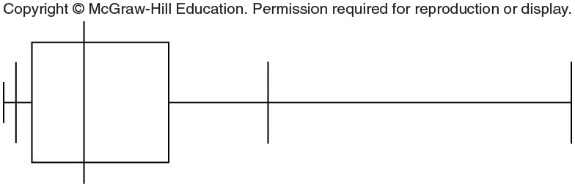 Copyright © McGraw-Hill Education. Permission required for reproduction or display.